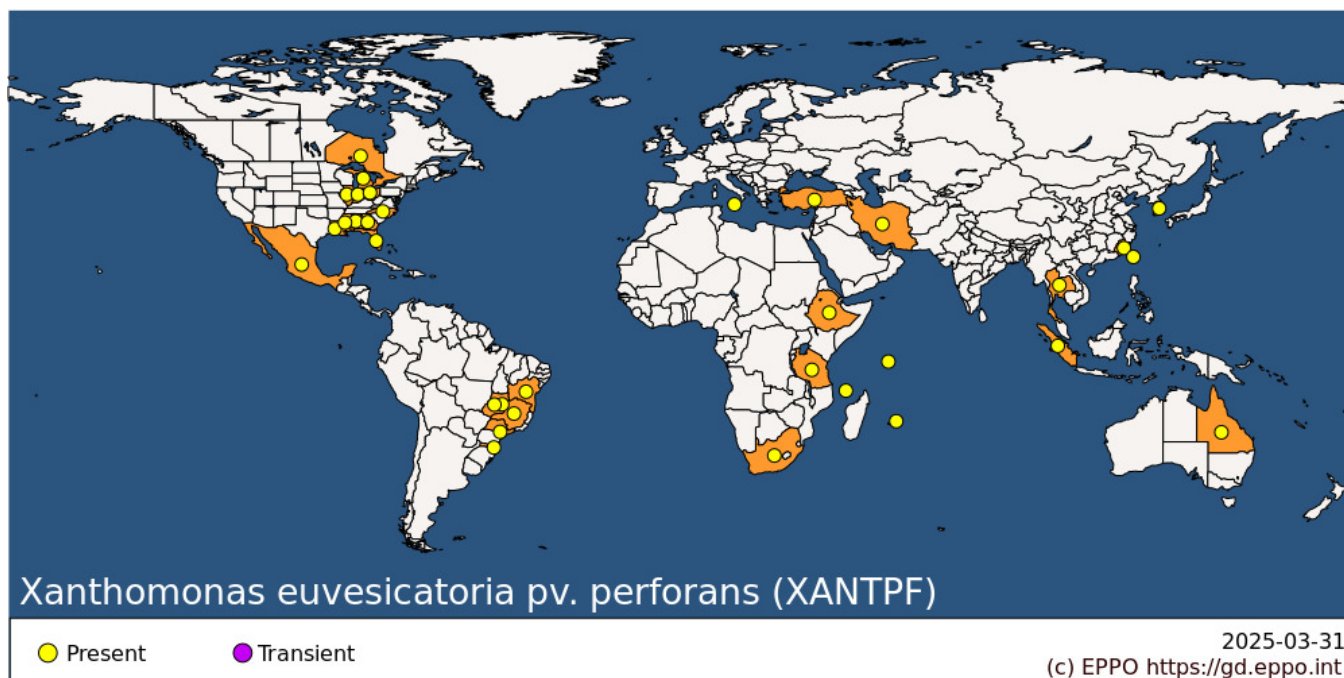 Xanthomonas euvesicatoria pv. perforans (XANTPF)
Present
Transient
2025-03-31
(c) EPPO https://gd.eppo.int